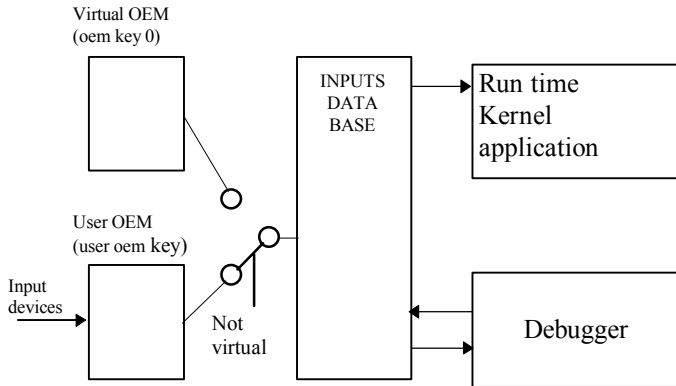 Virtual OEM
(oem key 0)
INPUTS
DATA
BASE
Run time
Kernel
application
User OEM
(user oem key)
Input
devices
Not
virtual
Debugger